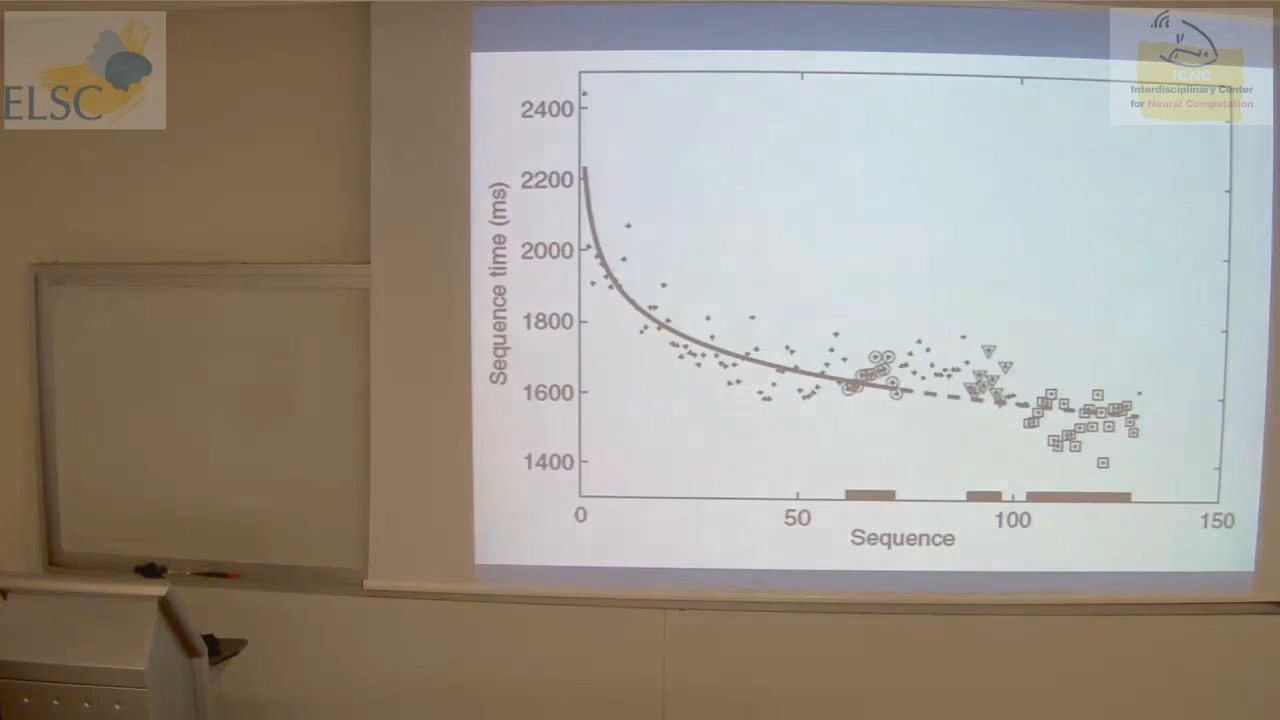 ELSC
ICNC
Interdisciplinary Center
for Neural Computation
2400
2200
2000
1800
1600
1400
Sequence time (ms)
0 50 100 150
Sequence